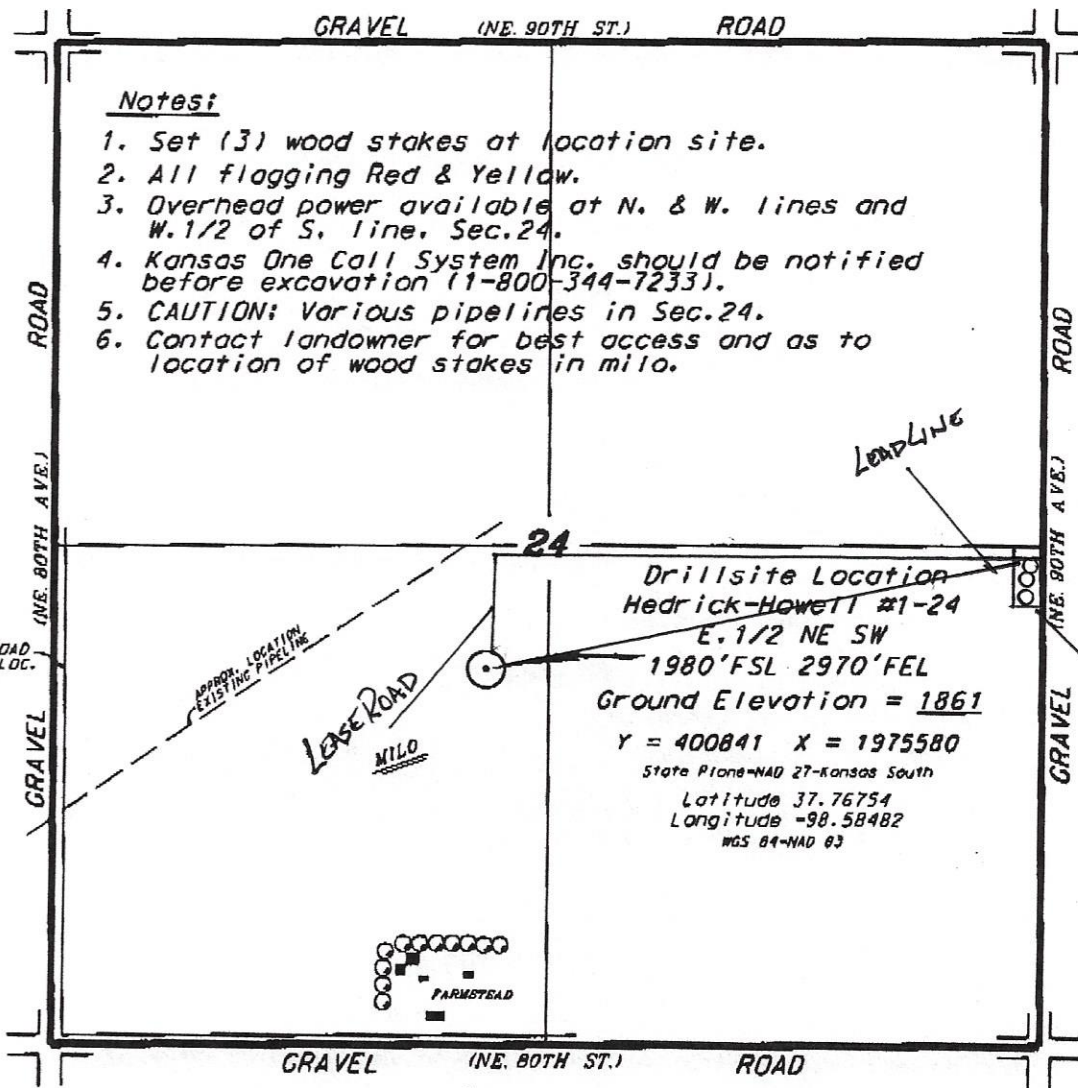 GRAVEL (NE. 90TH ST.) ROAD
Notes:
1. Set (3) wood stakes at location site.
2. All flagging Red & Yellow.
3. Overhead power available at N. & W. lines and
W.1/2 of S. line, Sec.24.
4. Kansas One Call System Inc. should be notified
before excavation (1-800-344-7233).
5. CAUTION: Various pipelines in Sec.24.
6. Contact landowner for best access and as to
location of wood stakes in milo.
ROAD
(NE. 80TH AVE.)
GRAVEL
ROAD
(NE. 90TH AVE.)
GRAVEL
LEADLINE
24
Drillsite Location
Hedrick-Howell #1-24
E.1/2 NE SW
1980'FSL 2970'FEL
Ground Elevation = 1861
Y = 400841 X = 1975580
State Plane-NAD 27-Kansas South
Latitude 37.76754
Longitude -98.58482
WGS 84-NAD 83
OAD
LOC.
APPROX. LOCATION
EXISTING PIPELINE
LEASE ROAD
MILO
FARMSTEAD
GRAVEL (NE. 80TH ST.) ROAD